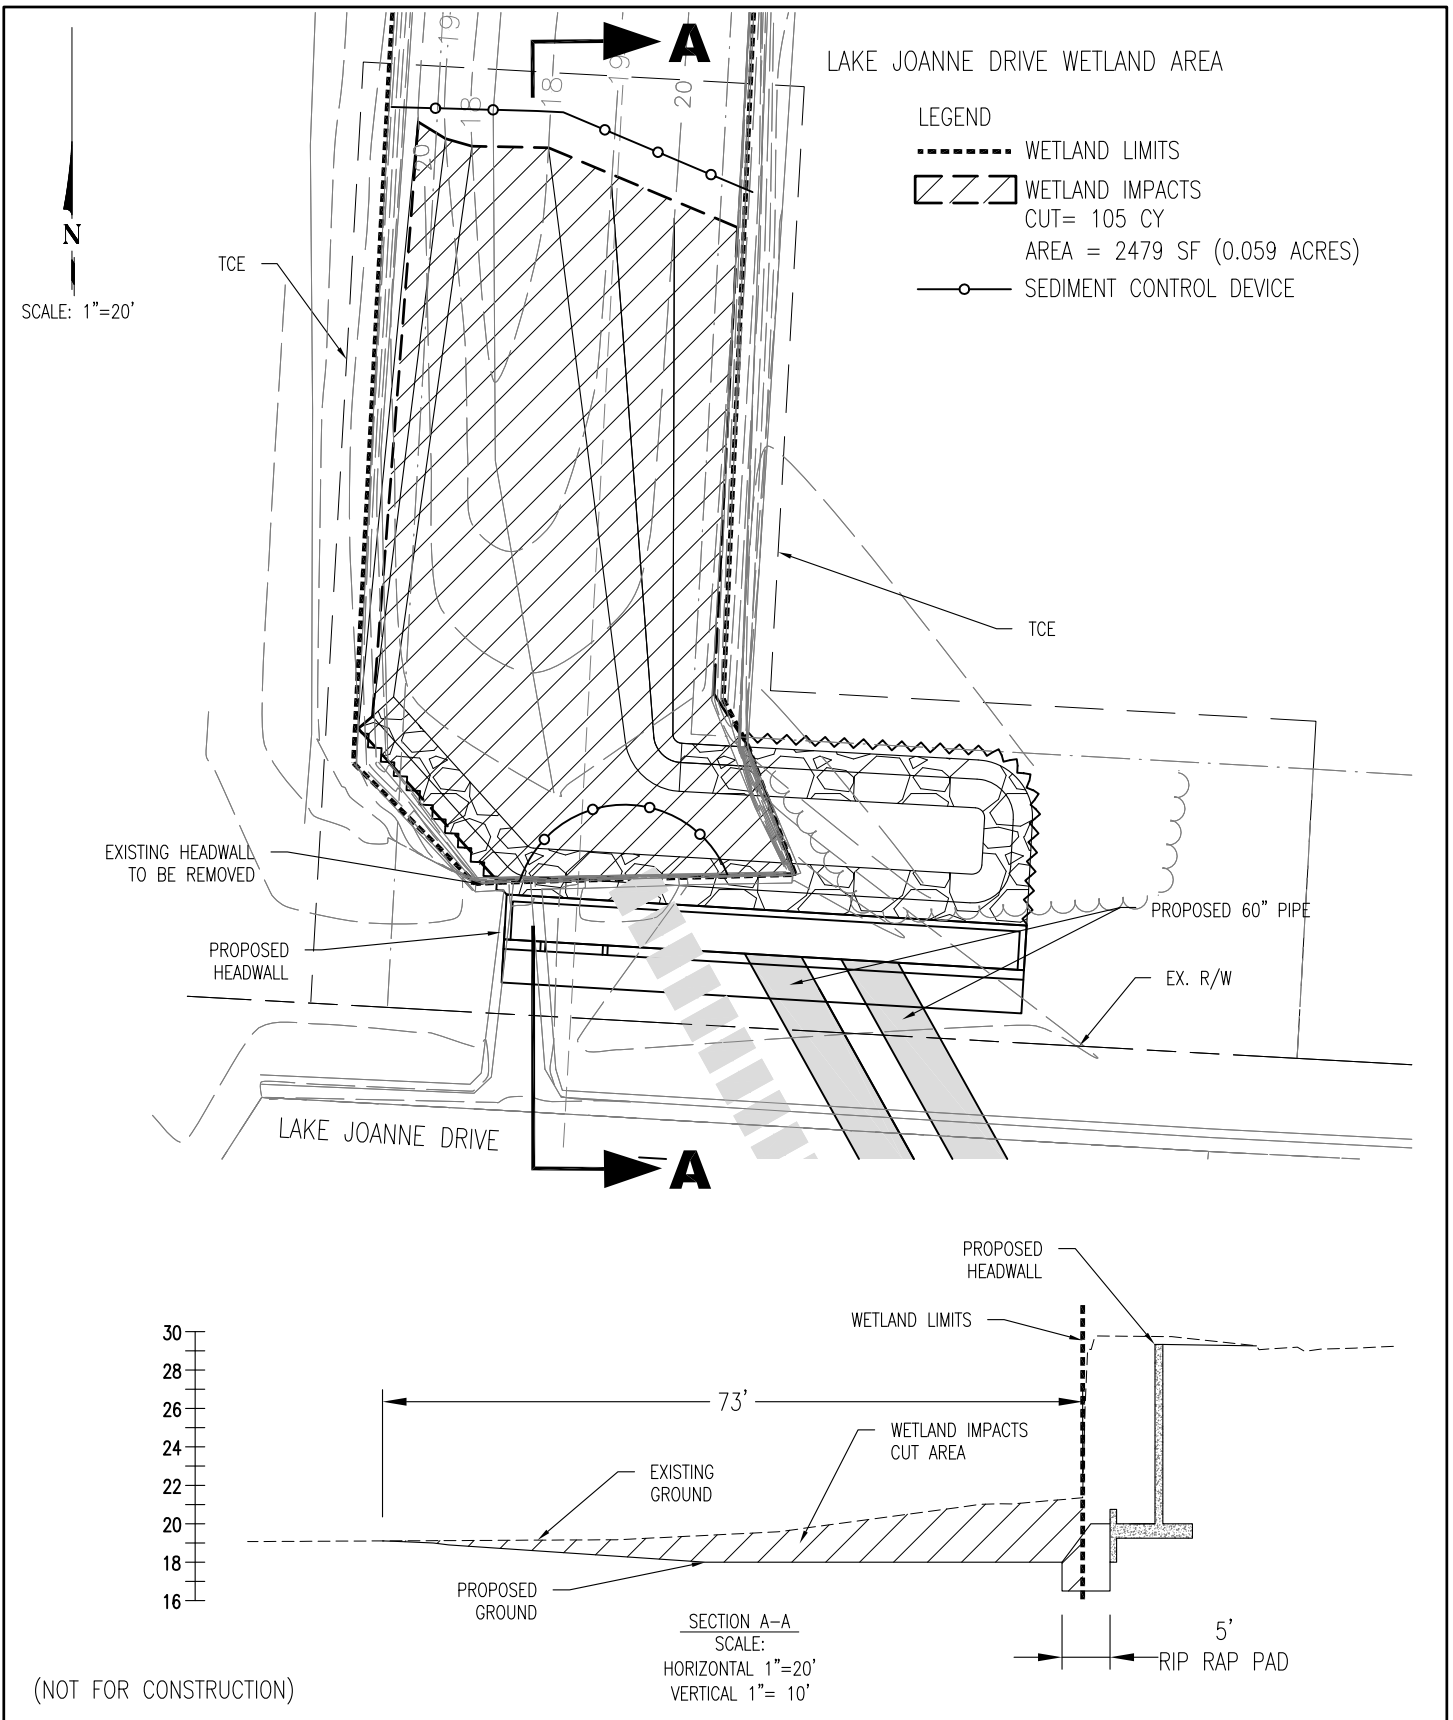 19
18
18
19
20
20
A
LAKE JOANNE DRIVE WETLAND AREA
LEGEND
WETLAND LIMITS
WETLAND IMPACTS
CUT= 105 CY
AREA = 2479 SF (0.059 ACRES)
SEDIMENT CONTROL DEVICE
N
SCALE: 1"=20'
TCE
TCE
EXISTING HEADWALL
TO BE REMOVED
PROPOSED
HEADWALL
PROPOSED 60" PIPE
EX. R/W
LAKE JOANNE DRIVE
A
PROPOSED
HEADWALL
WETLAND LIMITS
30
28
26
24
22
20
18
16
73'
WETLAND IMPACTS
CUT AREA
EXISTING
GROUND
PROPOSED
GROUND
SECTION A-A
SCALE:
HORIZONTAL 1"=20'
VERTICAL 1"= 10'
5'
RIP RAP PAD
(NOT FOR CONSTRUCTION)